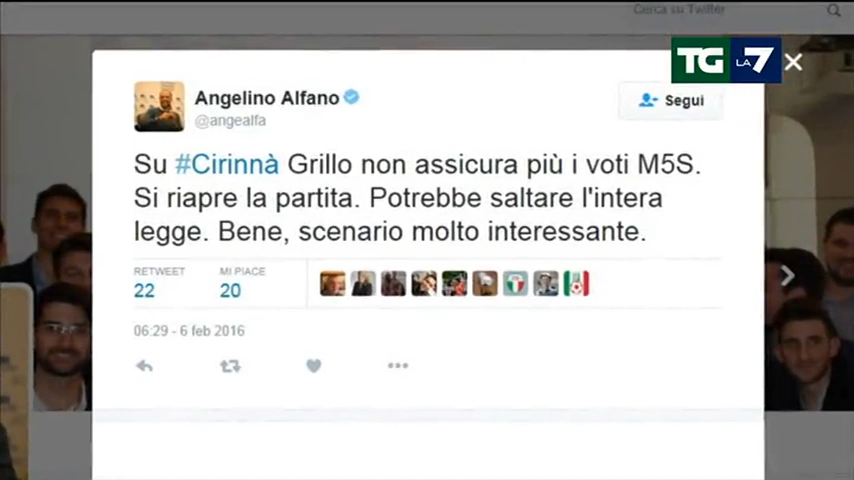 Cerca su Twitter
TG LA 7
Angelino Alfano
@angealfa
Segui
Su #Cirinnà Grillo non assicura più i voti M5S.
Si riapre la partita. Potrebbe saltare l'intera
legge. Bene, scenario molto interessante.
RETWEET MI PIACE
22 20
06:29 - 6 feb 2016